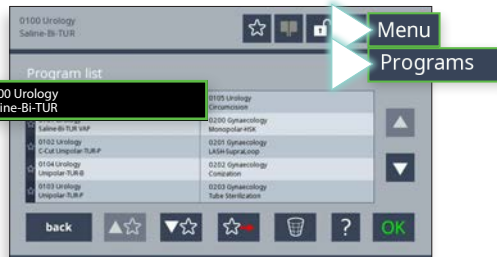 0100 Urology
Saline-Bi-TUR
Menu
Programs
Program list
00 Urology
ine-Bi-TUR
Saline-Bi-TUR VAP
0102 Urology
C-Cut Unipolar-TUR-P
0104 Urology
Unipolar-TUR-B
0103 Urology
Unipolar-TUR-P
0105 Urology
Circumcision
0200 Gynaecology
Monopolar-HSK
0201 Gynaecology
LASH-SupraLoop
0202 Gynaecology
Conization
0203 Gynaecology
Tube Sterilization
back
?
OK